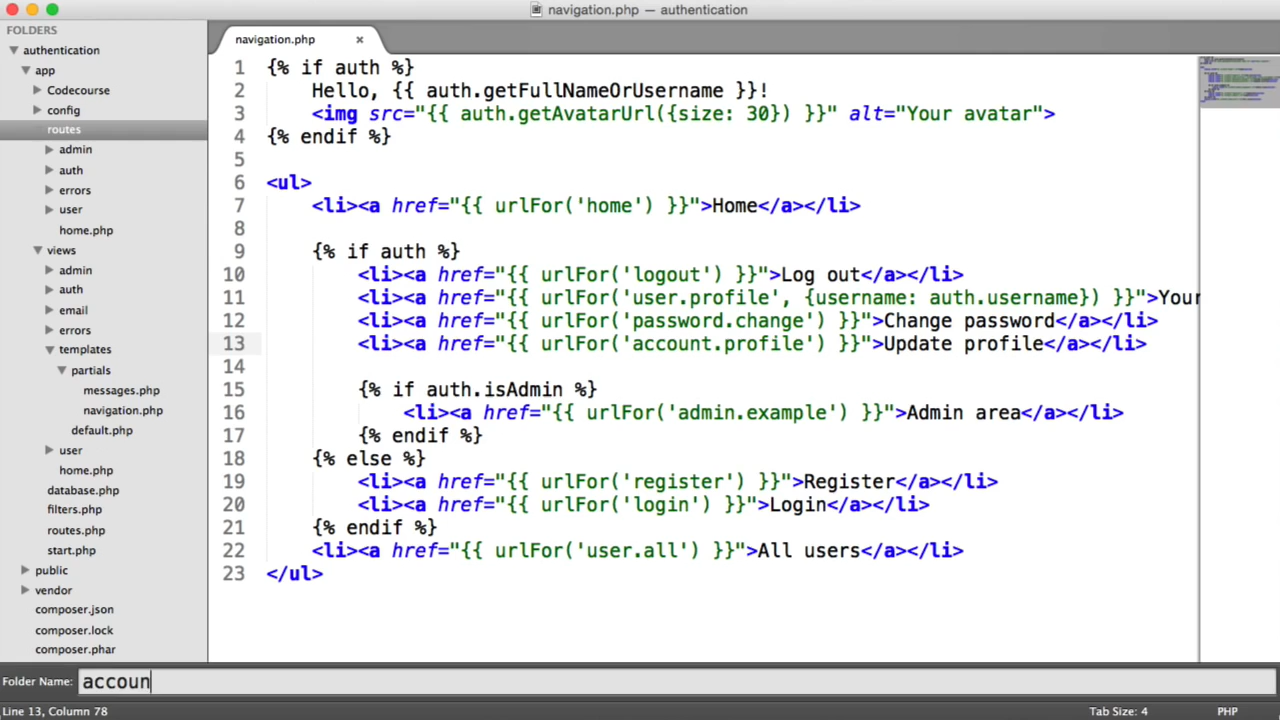 navigation.php — authentication
FOLDERS
authentication
app
Codecourse
config
routes
admin
auth
errors
user
home.php
views
admin
auth
email
errors
templates
partials
messages.php
navigation.php
default.php
user
home.php
database.php
filters.php
routes.php
start.php
public
vendor
composer.json
composer.lock
composer.phar
navigation.php ×
1 {% if auth %}
2 Hello, {{ auth.getFullNameOrUsername }}!
3 <img src="{{ auth.getAvatarUrl({size: 30}) }}" alt="Your avatar">
4 {% endif %}
5
6 <ul>
7 <li><a href="{{ urlFor('home') }}">Home</a></li>
8
9 {% if auth %}
10 <li><a href="{{ urlFor('logout') }}">Log out</a></li>
11 <li><a href="{{ urlFor('user.profile', {username: auth.username}) }}">Your
12 <li><a href="{{ urlFor('password.change') }}">Change password</a></li>
13 <li><a href="{{ urlFor('account.profile') }}">Update profile</a></li>
14
15 {% if auth.isAdmin %}
16 <li><a href="{{ urlFor('admin.example') }}">Admin area</a></li>
17 {% endif %}
18 {% else %}
19 <li><a href="{{ urlFor('register') }}">Register</a></li>
20 <li><a href="{{ urlFor('login') }}">Login</a></li>
21 {% endif %}
22 <li><a href="{{ urlFor('user.all') }}">All users</a></li>
23 </ul>
Folder Name: accoun
Line 13, Column 78
Tab Size: 4
PHP